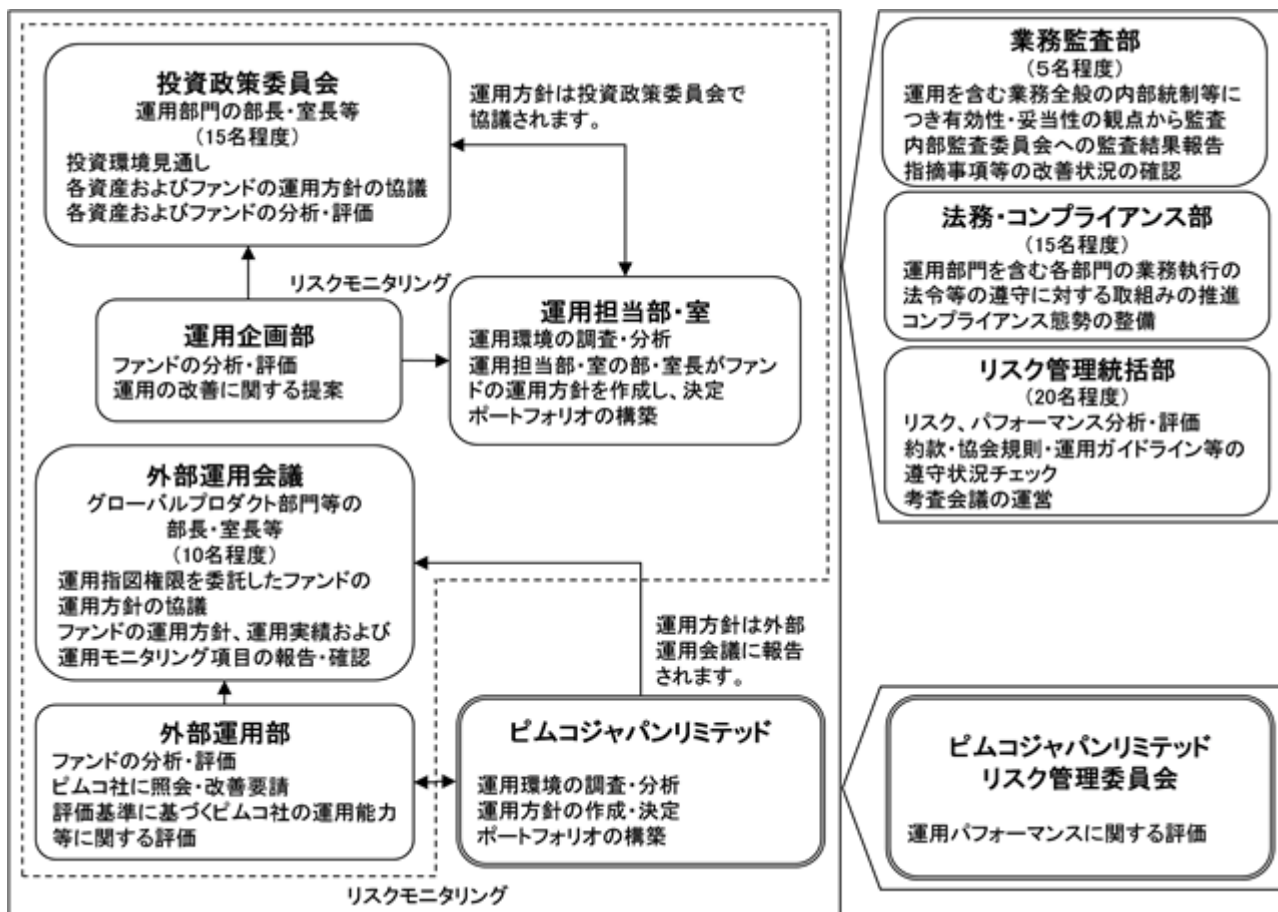 投資政策委員会
運用部門の部長・室長等
(15名程度)
投資環境見通し
各資産およびファンドの運用方針の協議
各資産およびファンドの分析・評価
運用方針は投資政策委員会で
協議されます。
リスクモニタリング
運用企画部
ファンドの分析・評価
運用の改善に関する提案
運用担当部・室
運用環境の調査・分析
運用担当部・室の部・室長がファン
ドの運用方針を作成し、決定
ポートフォリオの構築
外部運用会議
グローバルプロダクト部門等の
部長・室長等
(10名程度)
運用指図権限を委託したファンドの
運用方針の協議
ファンドの運用方針、運用実績および
運用モニタリング項目の報告・確認
運用方針は外部
運用会議に報告
されます。
外部運用部
ファンドの分析・評価
ピムコ社に照会・改善要請
評価基準に基づくピムコ社の運用能力
等に関する評価
ピムコジャパンリミテッド
運用環境の調査・分析
運用方針の作成・決定
ポートフォリオの構築
リスクモニタリング
業務監査部
(5名程度)
運用を含む業務全般の内部統制等に
つき有効性・妥当性の観点から監査
内部監査委員会への監査結果報告
指摘事項等の改善状況の確認
法務・コンプライアンス部
(15名程度)
運用部門を含む各部門の業務執行の
法令等の遵守に対する取組みの推進
コンプライアンス態勢の整備
リスク管理統括部
(20名程度)
リスク、パフォーマンス分析・評価
約款・協会規則・運用ガイドライン等の
遵守状況チェック
考査会議の運営
ピムコジャパンリミテッド
リスク管理委員会
運用パフォーマンスに関する評価